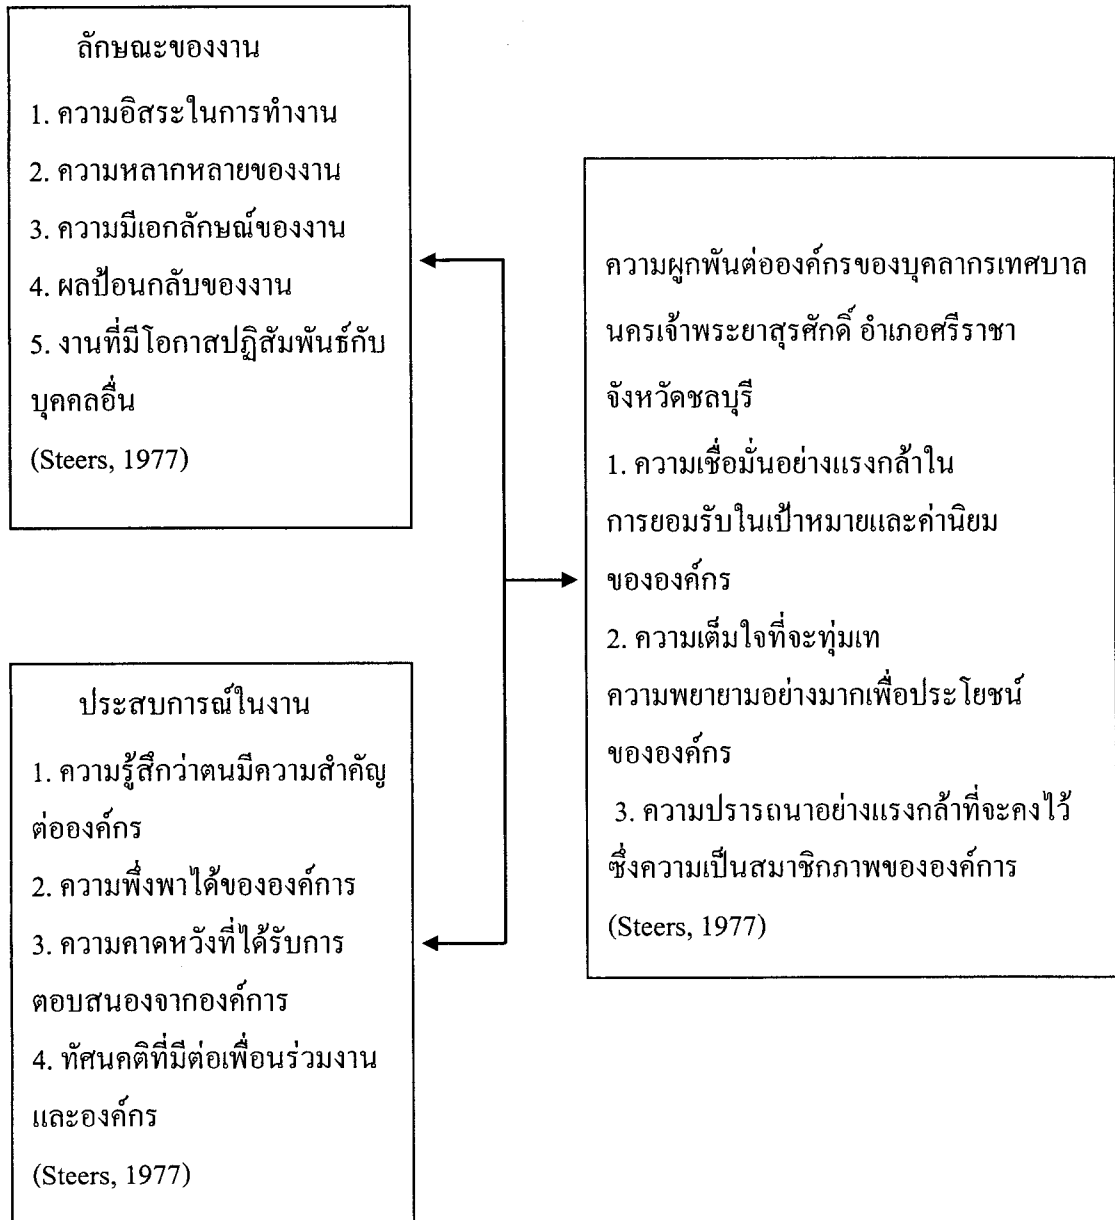 ลักษณะของงาน
1. ความอิสระในการทำงาน
2. ความหลากหลายของงาน
3. ความมีเอกลักษณ์ของงาน
4. ผลป้อนกลับของงาน
5. งานที่มีโอกาสปฏิสัมพันธ์กับ
บุคคลอื่น
(Steers, 1977)
ประสบการณ์ในงาน
1. ความรู้สึกว่าตนมีความสำคัญ
ต่อองค์กร
2. ความพึ่งพาได้ขององค์การ
3. ความคาดหวังที่ได้รับการ
ตอบสนองจากองค์การ
4. ทัศนคติที่มีต่อเพื่อนร่วมงาน
และองค์กร
(Steers, 1977)
ความผูกพันต่อองค์กรของบุคลากรเทศบาล
นครเจ้าพระยาสุรศักดิ์ อำเภอศรีราชา
จังหวัดชลบุรี
1. ความเชื่อมั่นอย่างแรงกล้าใน
การยอมรับในเป้าหมายและค่านิยม
ขององค์กร
2. ความเต็มใจที่จะทุ่มเท
ความพยายามอย่างมากเพื่อประโยชน์
ขององค์กร
3. ความปรารถนาอย่างแรงกล้าที่จะคงไว้
ซึ่งความเป็นสมาชิกภาพขององค์การ
(Steers, 1977)